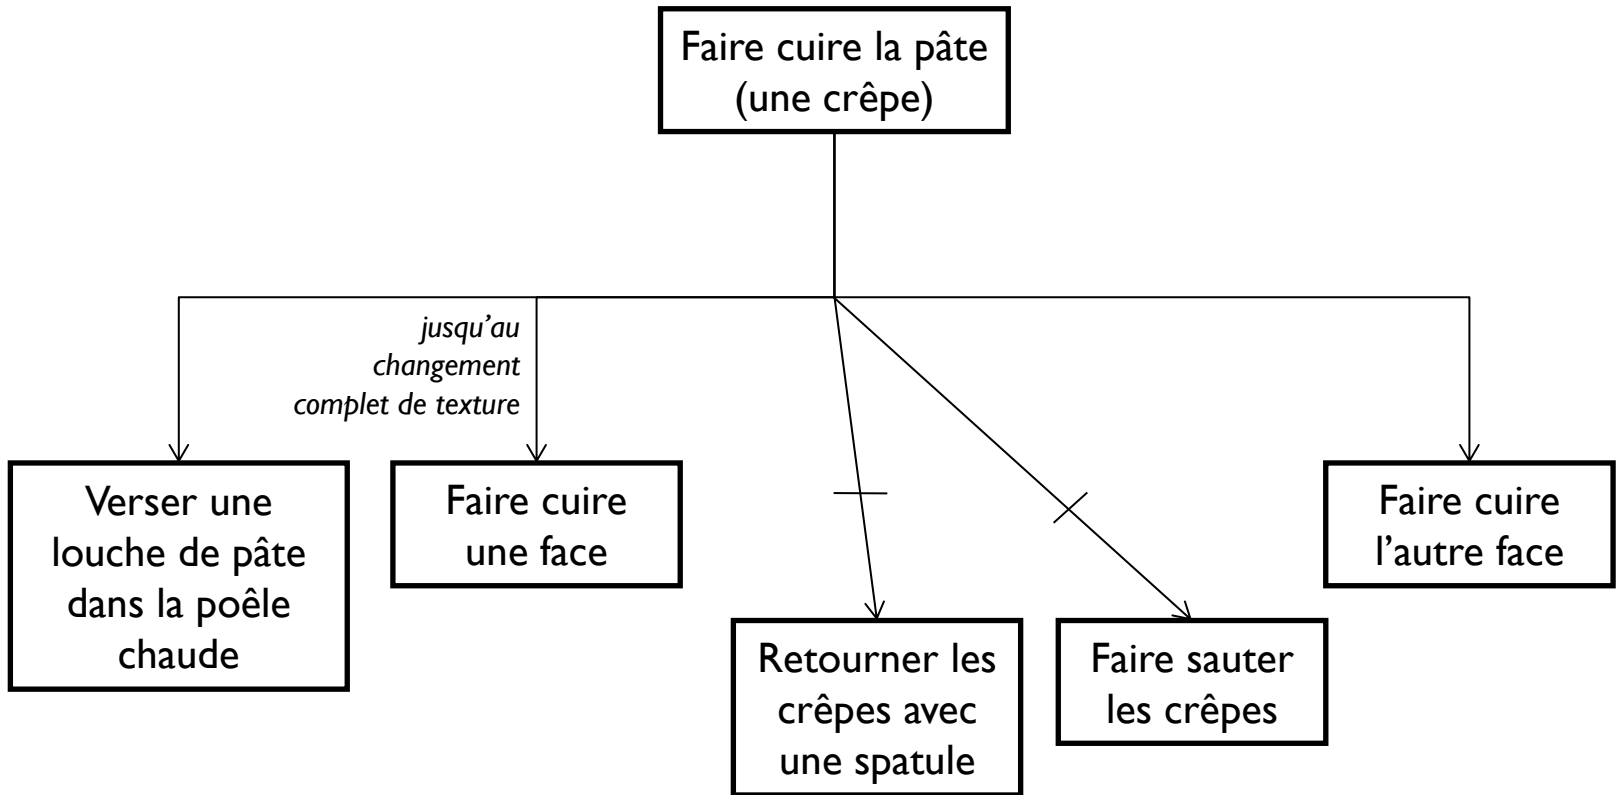 Faire cuire la pâte
(une crêpe)
jusqu’au
changement
complet de texture
Verser une
louche de pâte
dans la poêle
chaude
Faire cuire
une face
Retourner les
crêpes avec
une spatule
Faire sauter
les crêpes
Faire cuire
l’autre face